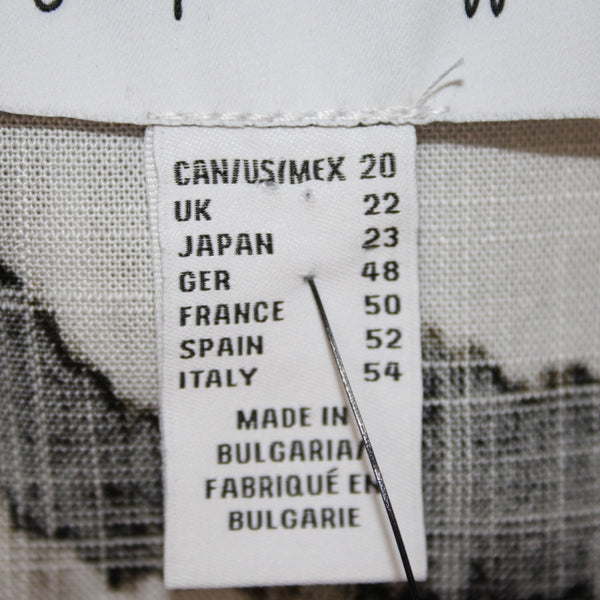 CAN/US/MEX 20
UK 22
JAPAN 23
GER 48
FRANCE 50
SPAIN 52
ITALY 54
MADE IN
BULGARIA/
FABRIQUÉ EN
BULGARIE